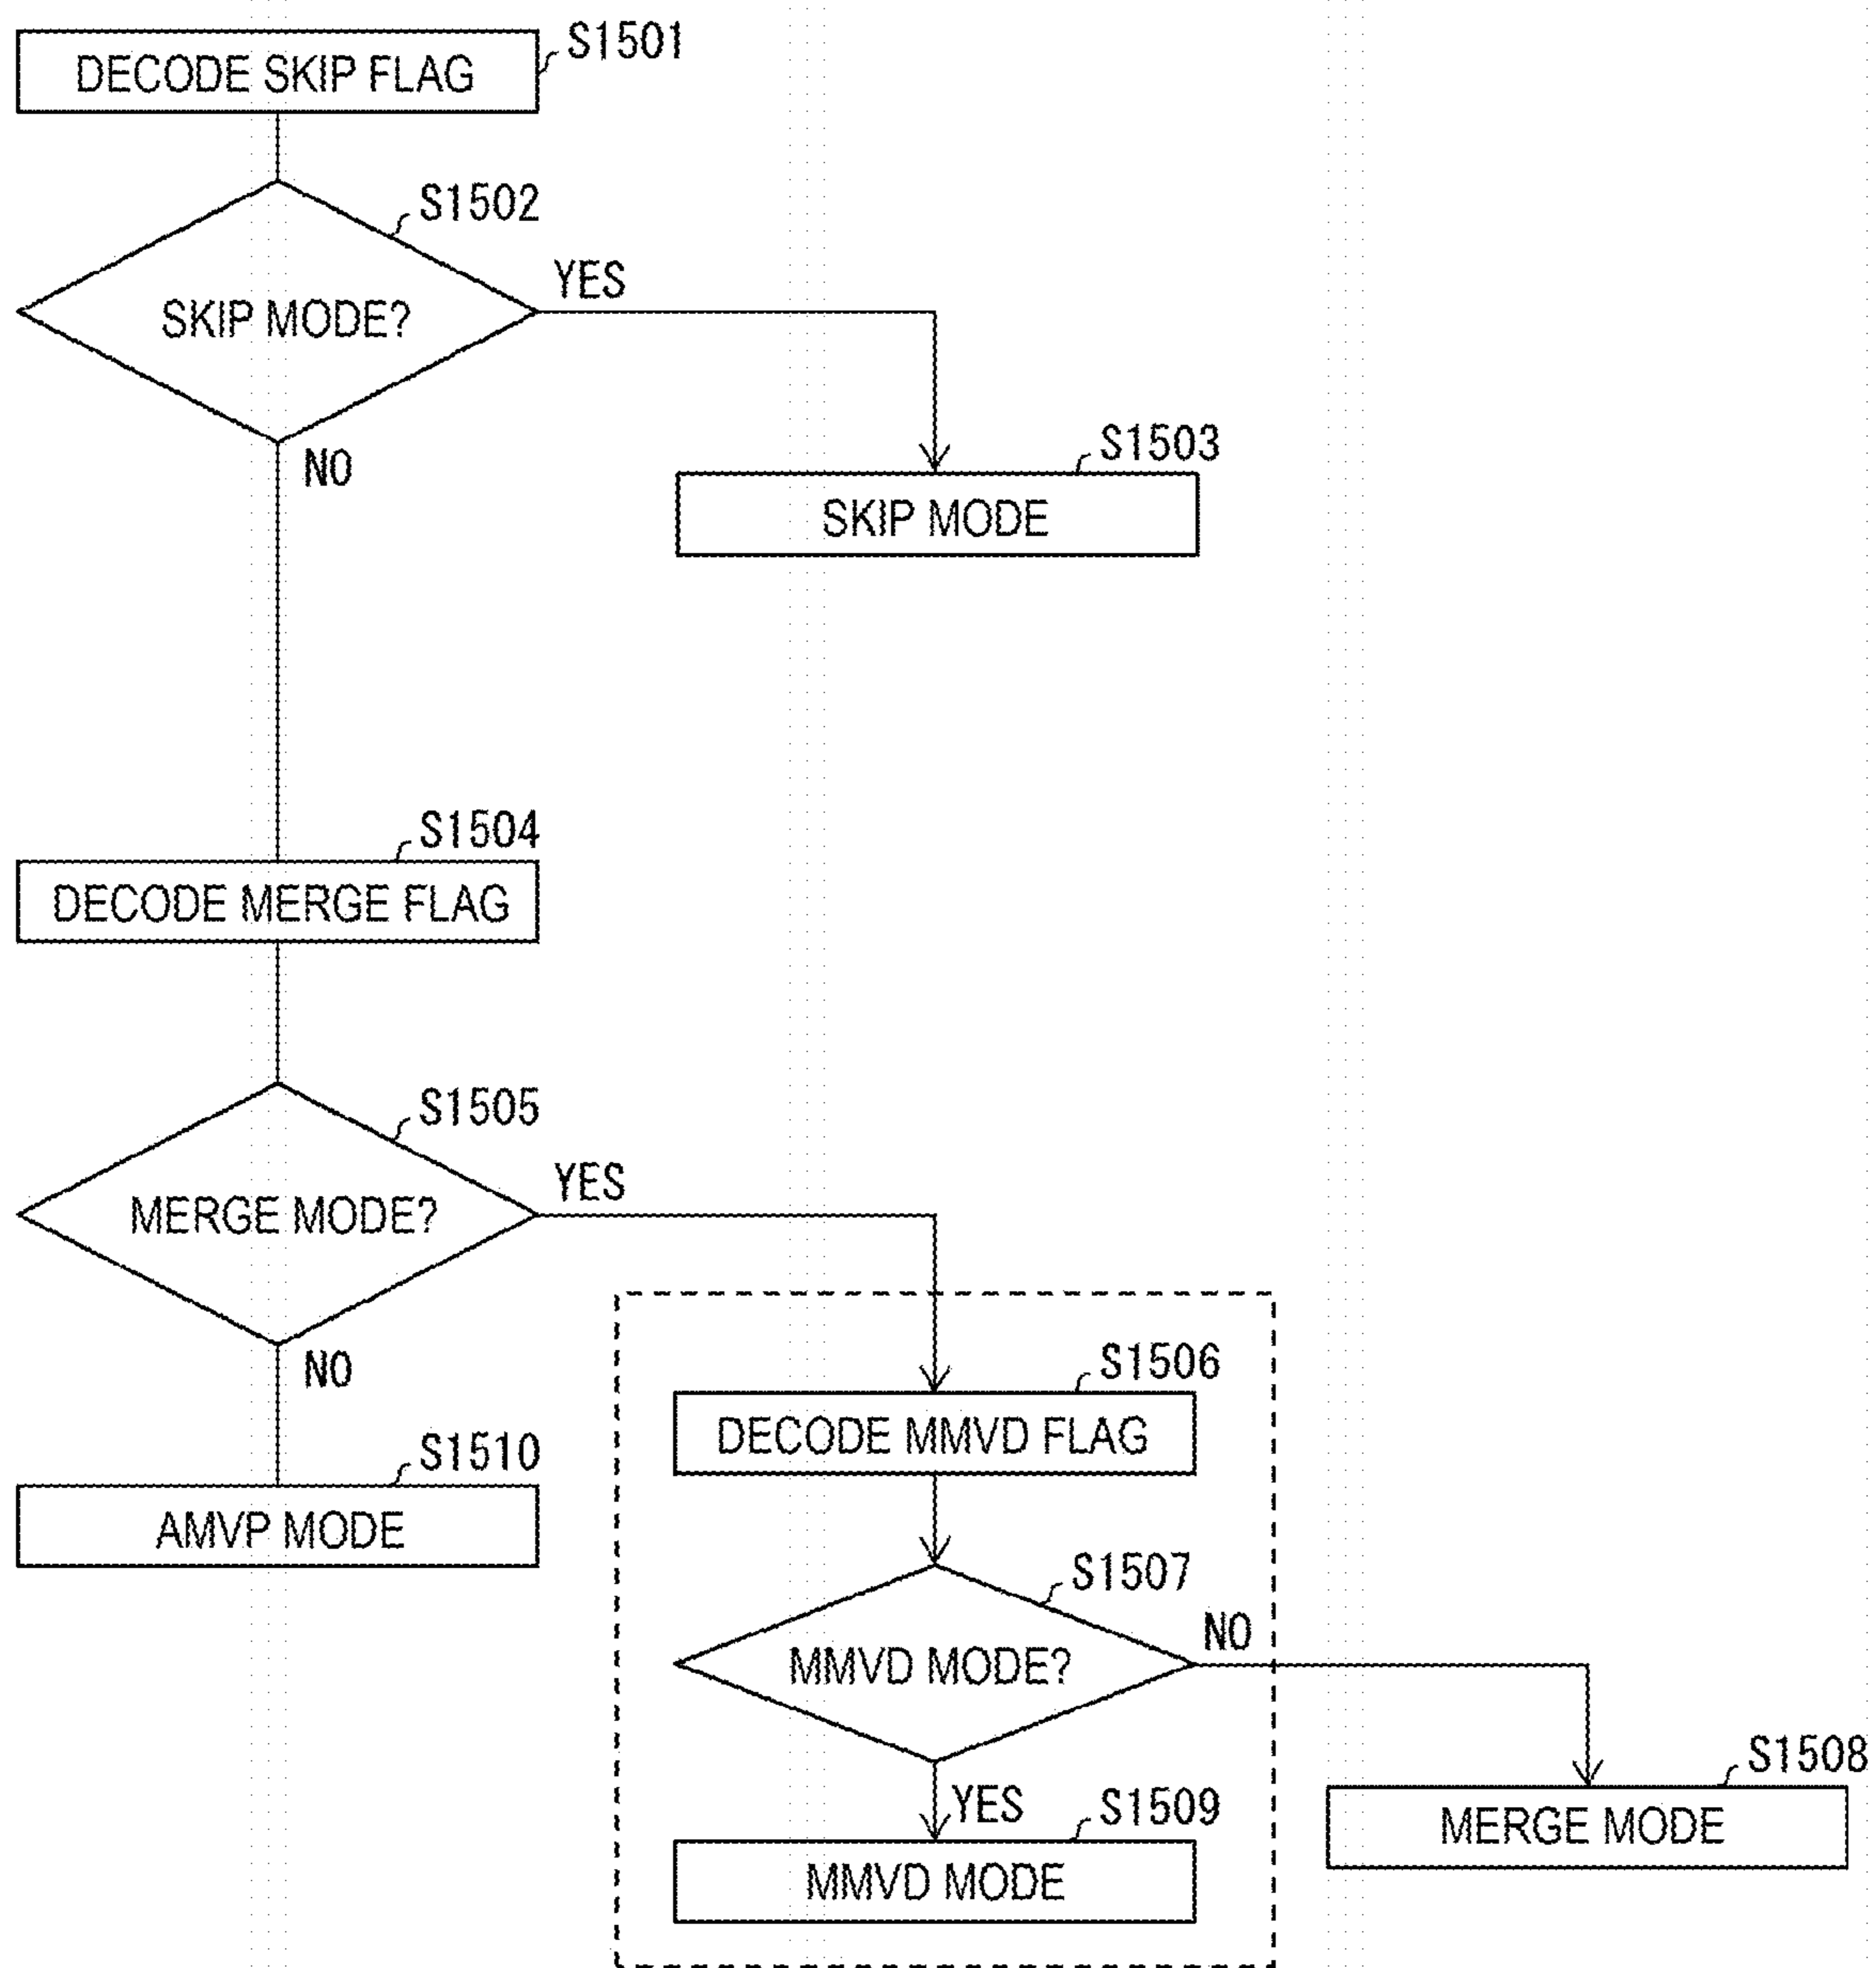 S1501
DECODE SKIP FLAG
S1502
SKIP MODE?
YES
NO
S1503
SKIP MODE
S1504
DECODE MERGE FLAG
S1505
MERGE MODE?
YES
NO
S1506
DECODE MMVD FLAG
S1510
AMVP MODE
S1507
MMVD MODE?
NO
YES
S1508
MERGE MODE
S1509
MMVD MODE